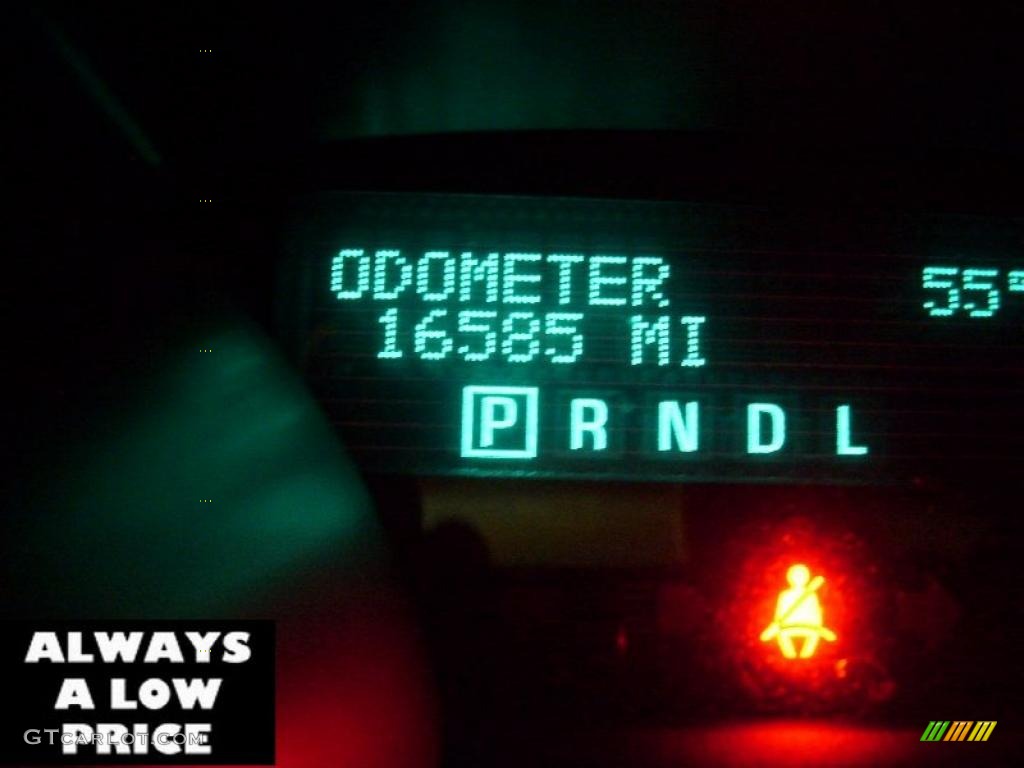 ODOMETER 55°
16585 MI
P R N D L
ALWAYS
A LOW
PRICE
GTCARLOT.COM